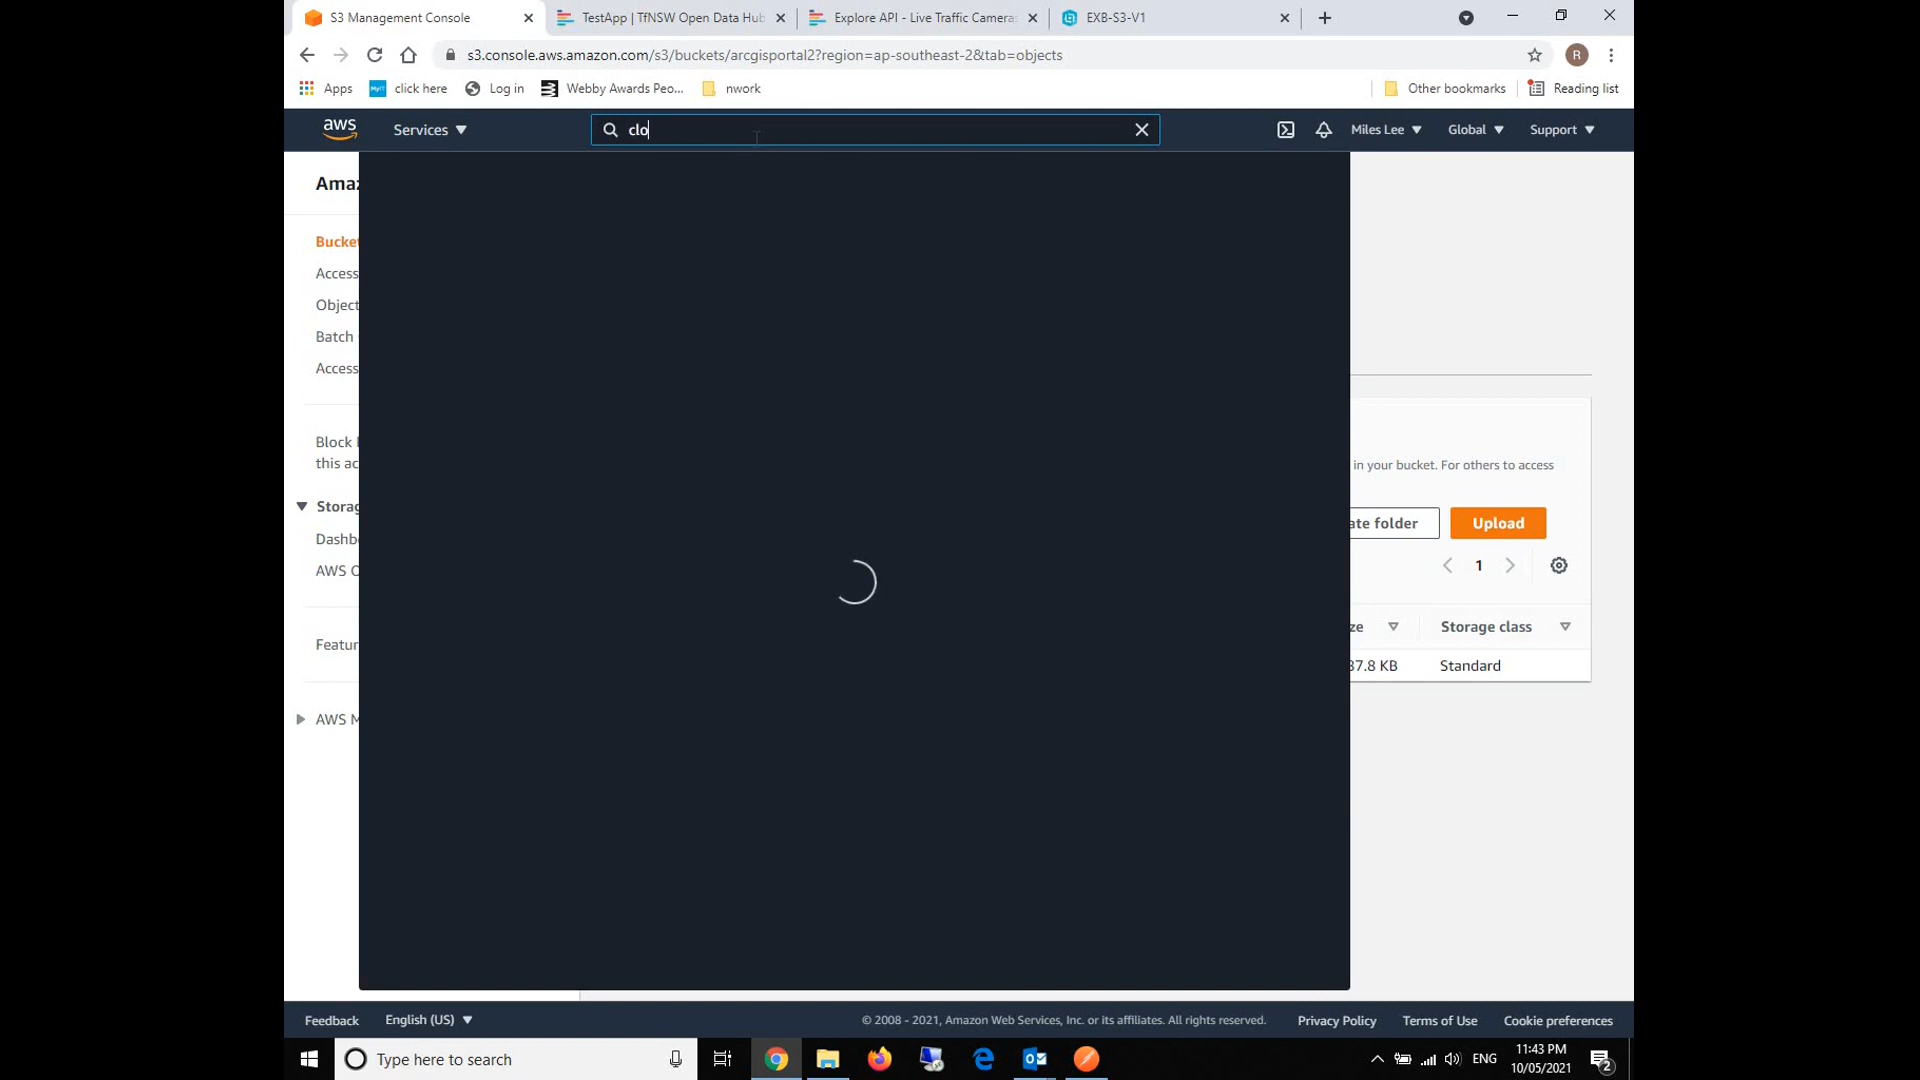 S3 Management Console
TestApp | TfNSW Open Data Hub
Explore API - Live Traffic Cameras
EXB-S3-V1
s3.console.aws.amazon.com/s3/buckets/arcgisportal2?region=ap-southeast-2&tab=objects
R
Apps
MyIT
click here
Log in
Webby Awards Peo...
nwork
Other bookmarks
Reading list
aws
Services
clo
Miles Lee
Global
Support
Amaz
Bucke
Access
Object
Batch
Access
Block
this ac
Storag
Dashb
AWS O
Featur
AWS M
in your bucket. For others to access
ate folder
Upload
1
ze
Storage class
37.8 KB
Standard
Feedback
English (US)
© 2008 - 2021, Amazon Web Services, Inc. or its affiliates. All rights reserved.
Privacy Policy
Terms of Use
Cookie preferences
Type here to search
ENG
11:43 PM
10/05/2021
2